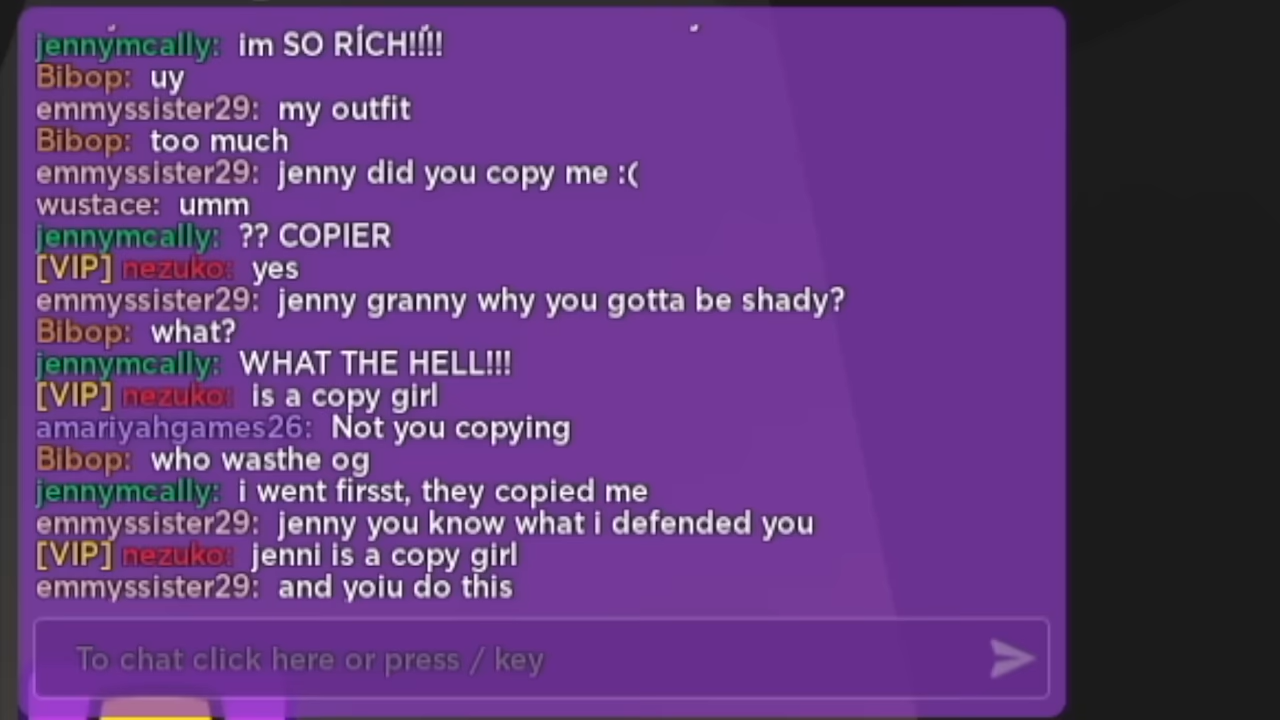 jennymcally: im SO RÍCH!!!!
Bibop: uy
emmyssister29: my outfit
Bibop: too much
emmyssister29: jenny did you copy me :(
wustace: umm
jennymcally: ?? COPIER
[VIP] nezuko: yes
emmyssister29: jenny granny why you gotta be shady?
Bibop: what?
jennymcally: WHAT THE HELL!!!
[VIP] nezuko: is a copy girl
amariyahgames26: Not you copying
Bibop: who wasthe og
jennymcally: i went firsst, they copied me
emmyssister29: jenny you know what i defended you
[VIP] nezuko: jenni is a copy girl
emmyssister29: and yoiu do this
To chat click here or press / key